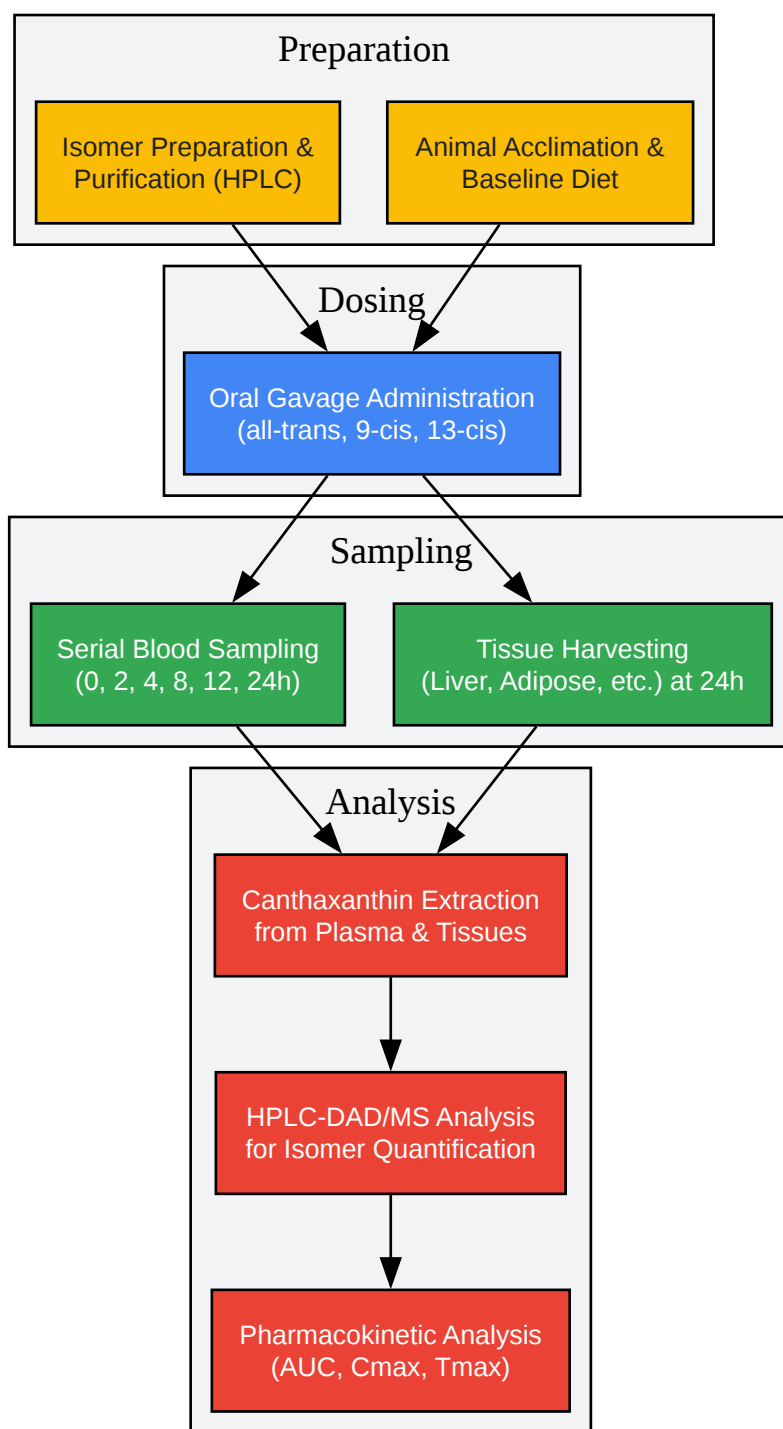 Preparation
Isomer Preparation &
Purification (HPLC)
Animal Acclimation &
Baseline Diet
Dosing
Oral Gavage Administration
(all-trans, 9-cis, 13-cis)
Sampling
Serial Blood Sampling
(0, 2, 4, 8, 12, 24h)
Tissue Harvesting
(Liver, Adipose, etc.) at 24h
Analysis
Canthaxanthin Extraction
from Plasma & Tissues
HPLC-DAD/MS Analysis
for Isomer Quantification
Pharmacokinetic Analysis
(AUC, Cmax, Tmax)